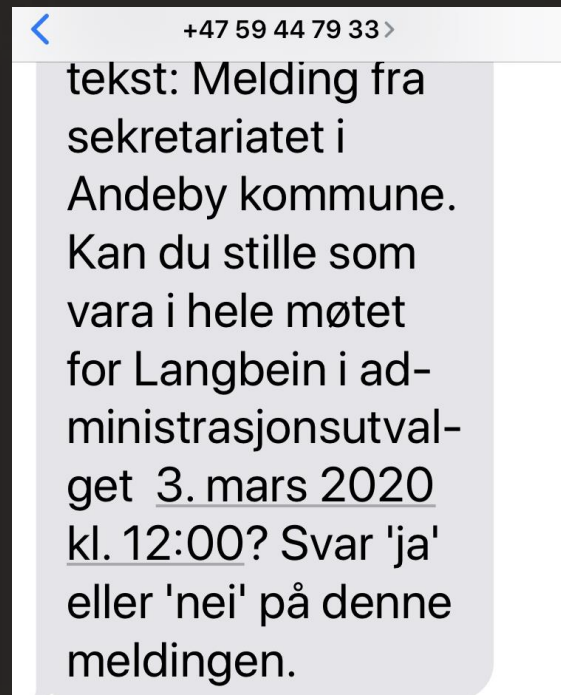 +47 59 44 79 33
tekst: Melding fra
sekretariatet i
Andeby kommune.
Kan du stille som
vara i hele møtet
for Langbein i ad-
ministrasjonsutval-
get 3. mars 2020
kl. 12:00? Svar 'ja'
eller 'nei' på denne
meldingen.